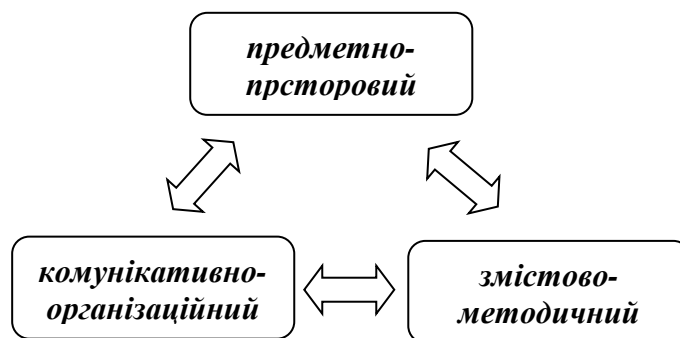 предметно-
прсторовий
комунікативно-
організаційний
змістово-
методичний